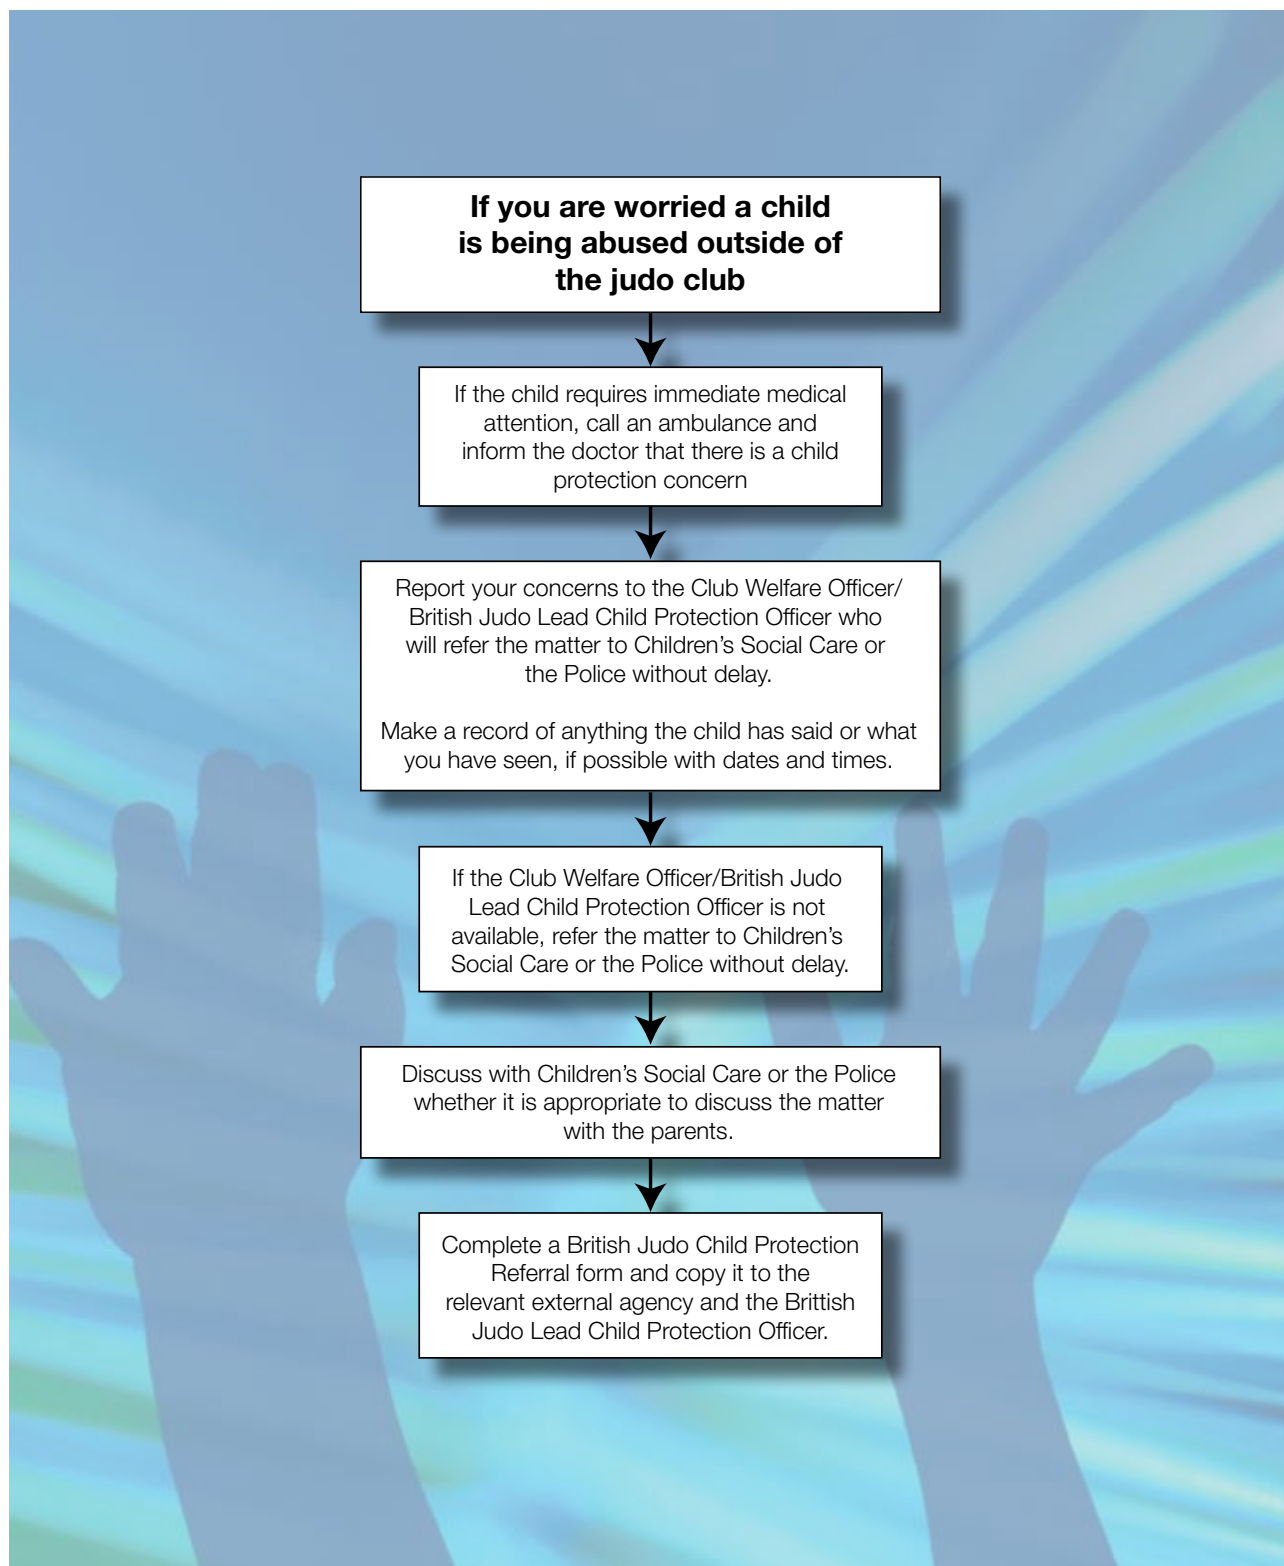 If you are worried a child
is being abused outside of
the judo club
If the child requires immediate medical
attention, call an ambulance and
inform the doctor that there is a child
protection concern
Report your concerns to the Club Welfare Officer/
British Judo Lead Child Protection Officer who
will refer the matter to Children’s Social Care or
the Police without delay.
Make a record of anything the child has said or what
you have seen, if possible with dates and times.
If the Club Welfare Officer/British Judo
Lead Child Protection Officer is not
available, refer the matter to Children’s
Social Care or the Police without delay.
Discuss with Children’s Social Care or the Police
whether it is appropriate to discuss the matter
with the parents.
Complete a British Judo Child Protection
Referral form and copy it to the
relevant external agency and the Brittish
Judo Lead Child Protection Officer.